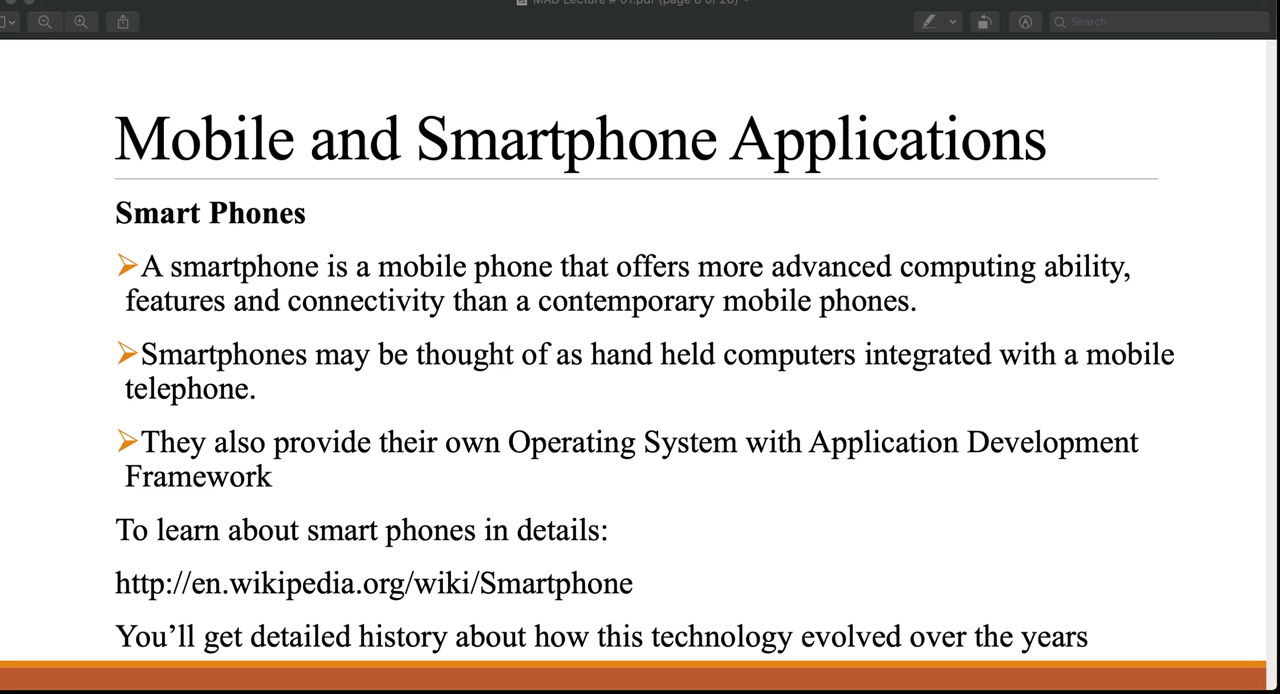 Search
Mobile and Smartphone Applications
Smart Phones
➢A smartphone is a mobile phone that offers more advanced computing ability,
features and connectivity than a contemporary mobile phones.
➢Smartphones may be thought of as hand held computers integrated with a mobile
telephone.
➢They also provide their own Operating System with Application Development
Framework
To learn about smart phones in details:
http://en.wikipedia.org/wiki/Smartphone
You’ll get detailed history about how this technology evolved over the years